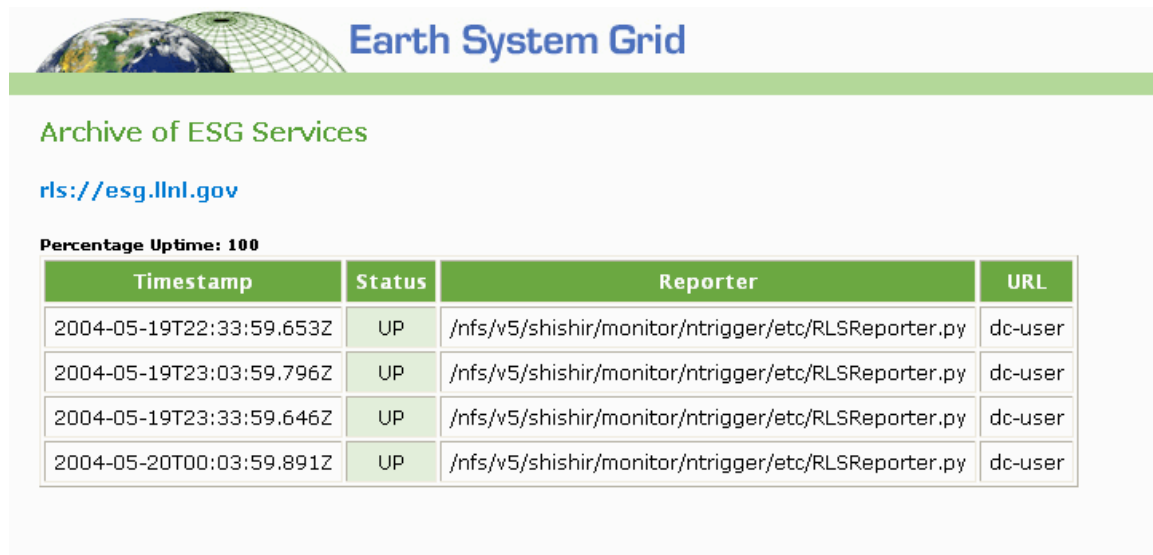 Earth System Grid
Archive of ESG Services
rls://esg.llnl.gov
Percentage Uptime: 100
Timestamp Status Reporter URL
2004-05-19T22:33:59.653Z UP /nfs/v5/shishir/monitor/ntrigger/etc/RLSReporter.py dc-user
2004-05-19T23:03:59.796Z UP /nfs/v5/shishir/monitor/ntrigger/etc/RLSReporter.py dc-user
2004-05-19T23:33:59.646Z UP /nfs/v5/shishir/monitor/ntrigger/etc/RLSReporter.py dc-user
2004-05-20T00:03:59.891Z UP /nfs/v5/shishir/monitor/ntrigger/etc/RLSReporter.py dc-user